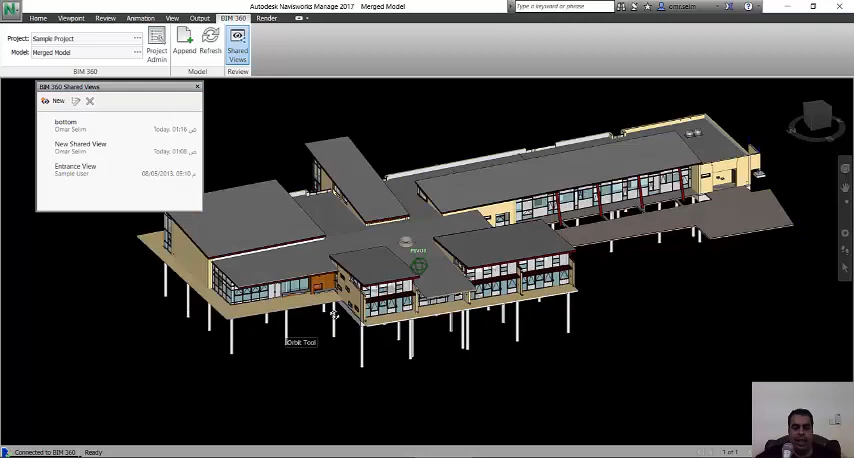 Autodesk Navisworks Manage 2017 Merged Model
Type a keyword or phrase
omr.selm
Home Viewpoint Review Animation View Output BIM 360 Render
Project: Sample Project
Model: Merged Model
Project Admin
Append
Refresh
Shared Views
BIM 360 Model Review
BIM 360 Shared Views
New
bottom
Omar Selim Today, 01:16 ص
New Shared View
Omar Selim Today, 01:08 ص
Entrance View
Sample User 08/05/2013, 05:10 م
PIVOT
Orbit Tool
Connected to BIM 360 Ready
1 of 1